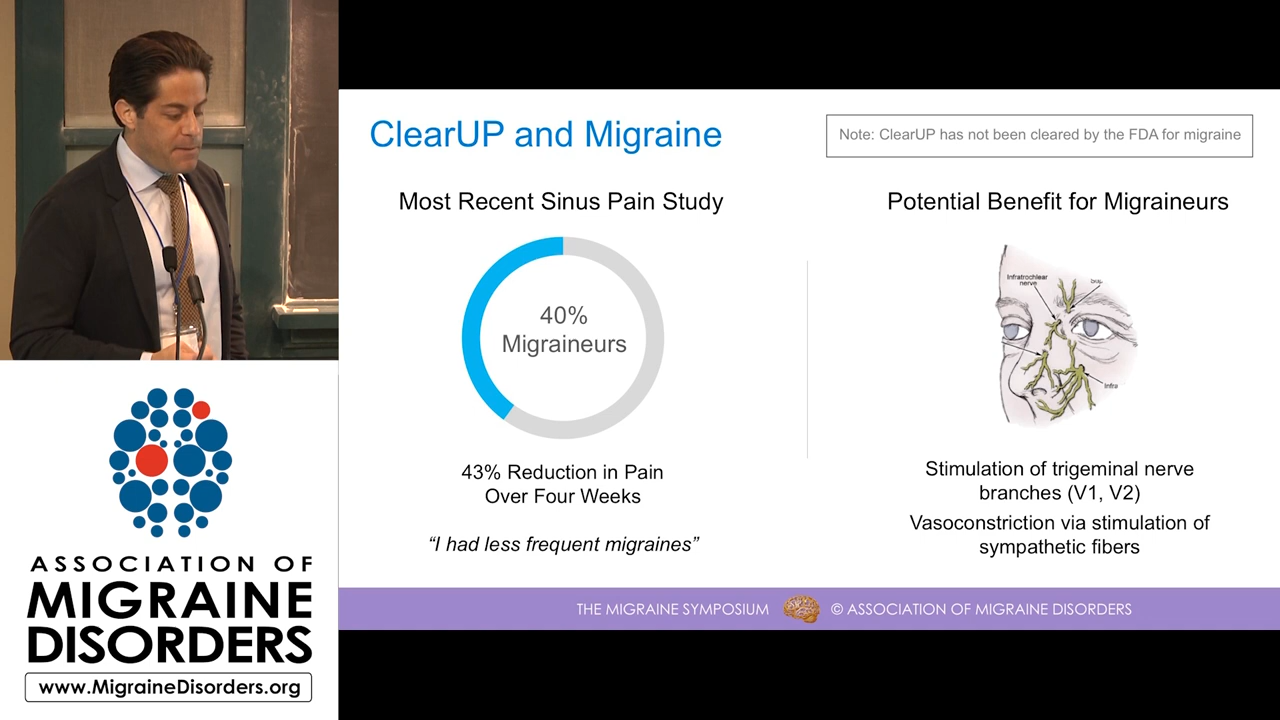 ClearUP and Migraine
Note: ClearUP has not been cleared by the FDA for migraine
Most Recent Sinus Pain Study
40%
Migraineurs
43% Reduction in Pain
Over Four Weeks
“I had less frequent migraines”
Potential Benefit for Migraineurs
Infratrochlear
nerve
Infra
Stimulation of trigeminal nerve
branches (V1, V2)
Vasoconstriction via stimulation of
sympathetic fibers
THE MIGRAINE SYMPOSIUM
© ASSOCIATION OF MIGRAINE DISORDERS
ASSOCIATION OF
MIGRAINE
DISORDERS
www.MigraineDisorders.org